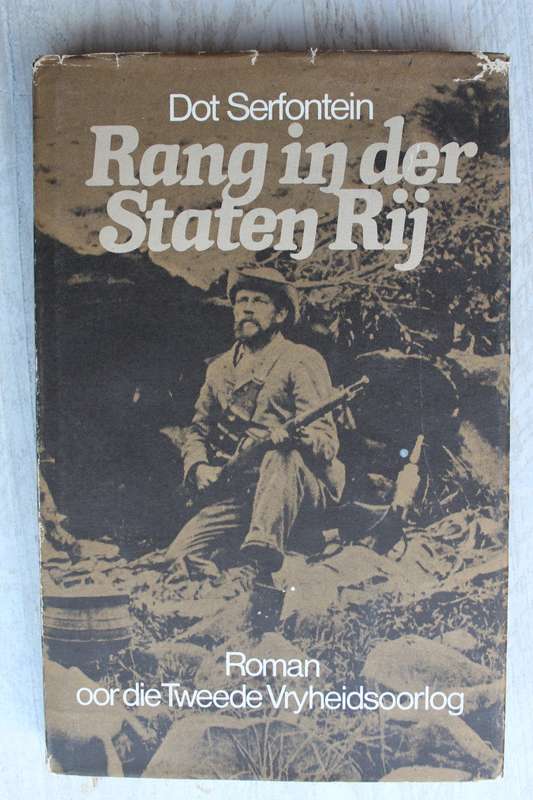 Dot Serfontein
Rang in der
Staten Rij
Roman
oor die Tweede Vryheidsoorlog